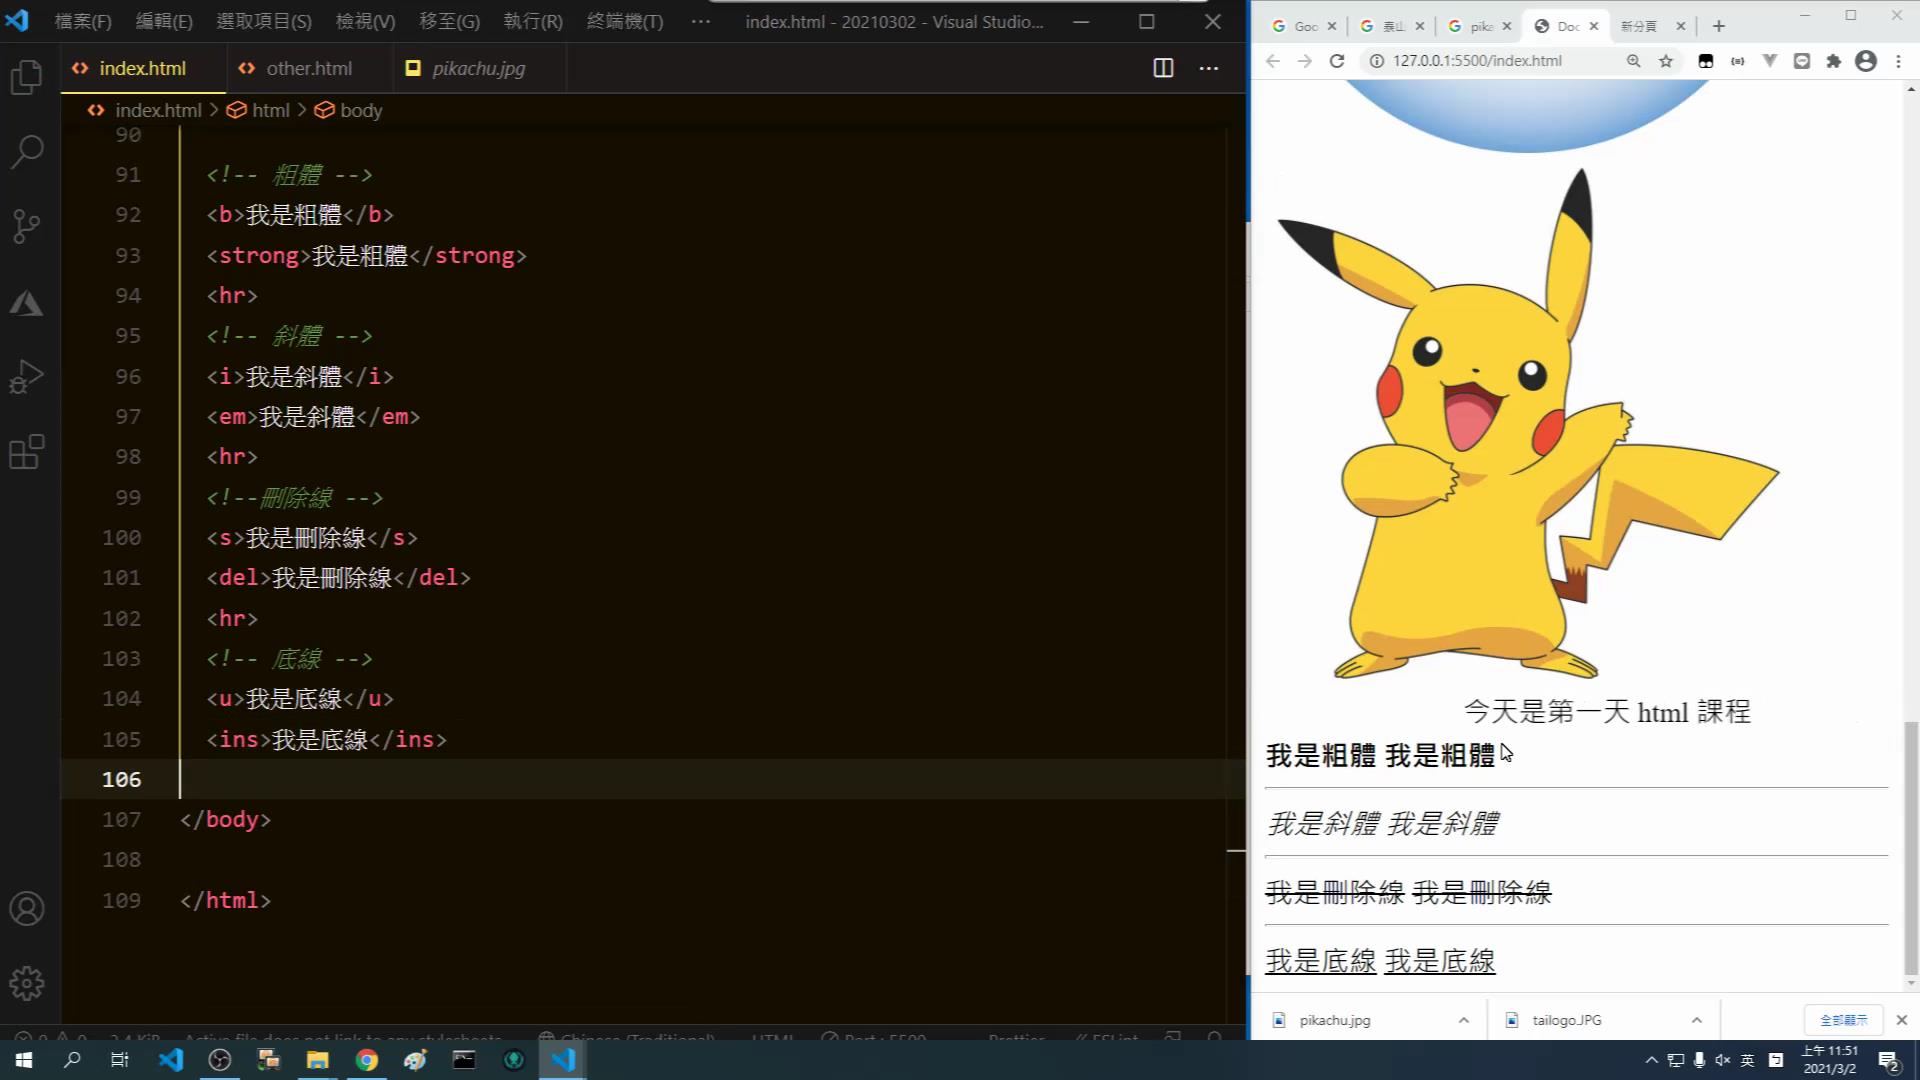 檔案(F) 編輯(E) 選取項目(S) 檢視(V) 移至(G) 執行(R) 終端機(T) ··· index.html - 20210302 - Visual Studio...
index.html other.html pikachu.jpg
index.html > html > body
90
91 <!-- 粗體 -->
92 <b>我是粗體</b>
93 <strong>我是粗體</strong>
94 <hr>
95 <!-- 斜體 -->
96 <i>我是斜體</i>
97 <em>我是斜體</em>
98 <hr>
99 <!--刪除線 -->
100 <s>我是刪除線</s>
101 <del>我是刪除線</del>
102 <hr>
103 <!-- 底線 -->
104 <u>我是底線</u>
105 <ins>我是底線</ins>
106
107 </body>
108
109 </html>
Goo pika Doc 新分頁
127.0.0.1:5500/index.html
今天是第一天 html 課程
我是粗體 我是粗體
我是斜體 我是斜體
我是刪除線 我是刪除線
我是底線 我是底線
pikachu.jpg tailogo.JPG 全部顯示
英 上午 11:51
2021/3/2 2